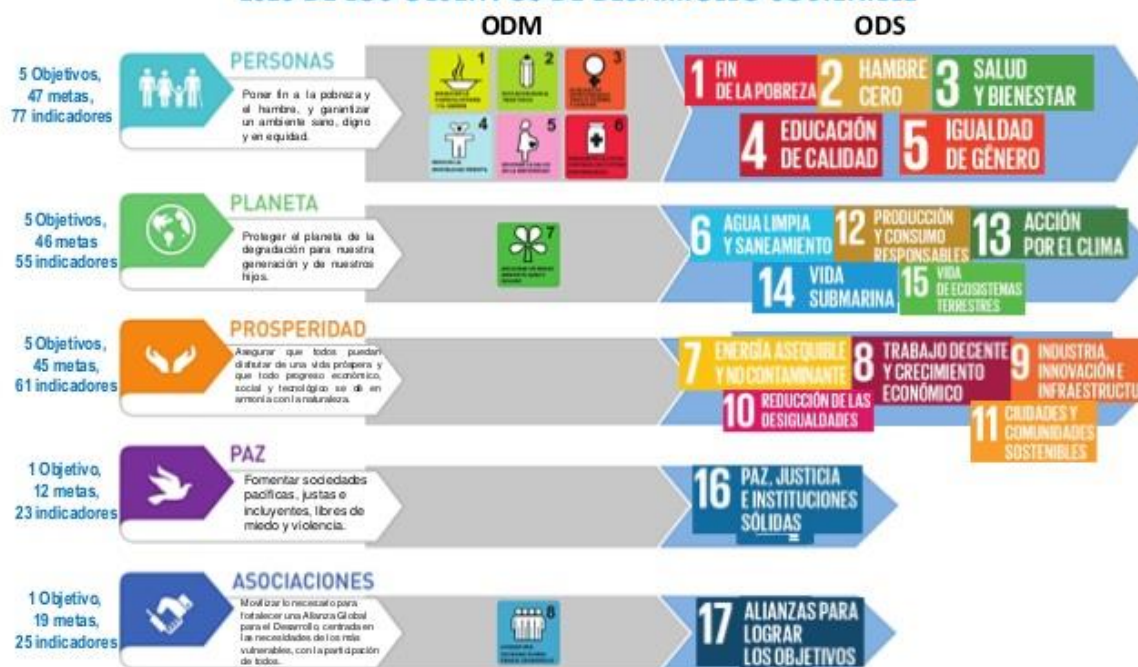 ODM
ODS
5 Objetivos,
47 metas,
77 indicadores
PERSONAS
Poner fin a la pobreza y
el hambre, y garantizar
un ambiente sano, digno
y en equidad.
1
2
3
4
5
6
1 FIN
DE LA POBREZA
2 HAMBRE
CERO
3 SALUD
Y BIENESTAR
4 EDUCACIÓN
DE CALIDAD
5 IGUALDAD
DE GÉNERO
5 Objetivos,
46 metas
55 indicadores
PLANETA
Proteger el planeta de la
degradación para nuestra
generación y de nuestros
hijos.
7
6 AGUA LIMPIA
Y SANEAMIENTO
12 PRODUCCIÓN
Y CONSUMO
RESPONSABLES
13 ACCIÓN
POR EL CLIMA
14 VIDA
SUBMARINA
15 VIDA
DE ECOSISTEMAS
TERRESTRES
5 Objetivos,
45 metas,
61 indicadores
PROSPERIDAD
Asegurar que todos puedan
disfrutar de una vida próspera y
que todo progreso económico,
social y tecnológico se dé en
armonía con la naturaleza.
7 ENERGÍA ASEQUIBLE
Y NO CONTAMINANTE
8 TRABAJO DECENTE
Y CRECIMIENTO
ECONÓMICO
9 INDUSTRIA,
INNOVACIÓN E
INFRAESTRUCTU
10 REDUCCIÓN DE LAS
DESIGUALDADES
11 CIUDADES Y
COMUNIDADES
SOSTENIBLES
1 Objetivo,
12 metas,
23 indicadores
PAZ
Fomentar sociedades
pacíficas, justas e
incluyentes, libres de
miedo y violencia.
16 PAZ, JUSTICIA
E INSTITUCIONES
SÓLIDAS
1 Objetivo,
19 metas,
25 indicadores
ASOCIACIONES
Movilizar lo necesario para
fortalecer una Alianza Global
para el Desarrollo, centrada en
las necesidades de los más
vulnerables, con la participación
de todos.
8
17 ALIANZAS PARA
LOGRAR
LOS OBJETIVOS